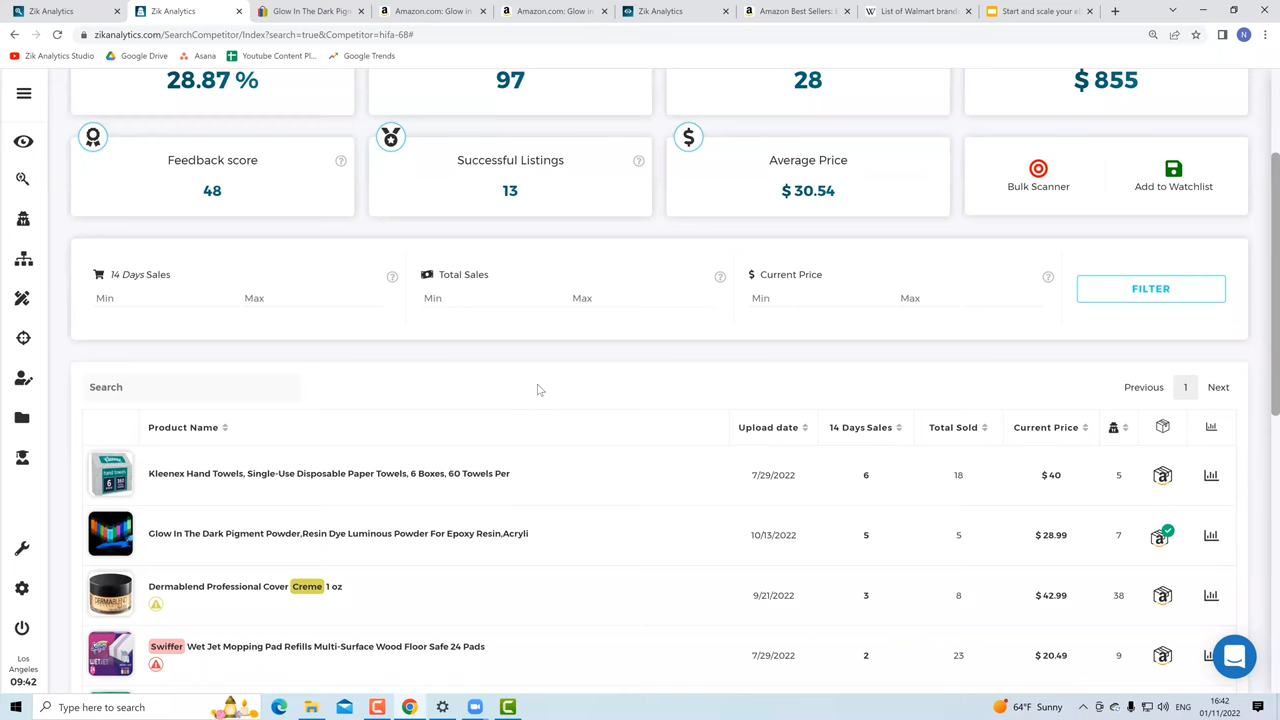 Zik Analytics
Zik Analytics
Glow In The Dark Pigm
Amazon.com: Glow in
Amazon.com: Glow in
Zik Analytics
Amazon Best Sellers:
List of Walmart brand
Start and scale your e
zikanalytics.com/SearchCompetitor/Index?search=true&Competitor=hifa-68#
N
Zik Analytics Studio
Google Drive
Asana
Youtube Content Pl...
Google Trends
28.87 %
97
28
$ 855
Feedback score
48
Successful Listings
13
Average Price
$ 30.54
Bulk Scanner
Add to Watchlist
14 Days Sales
Min
Max
Total Sales
Min
Max
$ Current Price
Min
Max
FILTER
Search
Previous
1
Next
Product Name
Upload date
14 Days Sales
Total Sold
Current Price
Kleenex Hand Towels, Single-Use Disposable Paper Towels, 6 Boxes, 60 Towels Per
7/29/2022
6
18
$ 40
5
Glow In The Dark Pigment Powder,Resin Dye Luminous Powder For Epoxy Resin,Acryli
10/13/2022
5
5
$ 28.99
7
Dermablend Professional Cover Creme 1 oz
9/21/2022
3
8
$ 42.99
38
Swiffer Wet Jet Mopping Pad Refills Multi-Surface Wood Floor Safe 24 Pads
7/29/2022
2
23
$ 20.49
9
Los
Angeles
09:42
Type here to search
64°F Sunny
ENG
16:42
01/11/2022